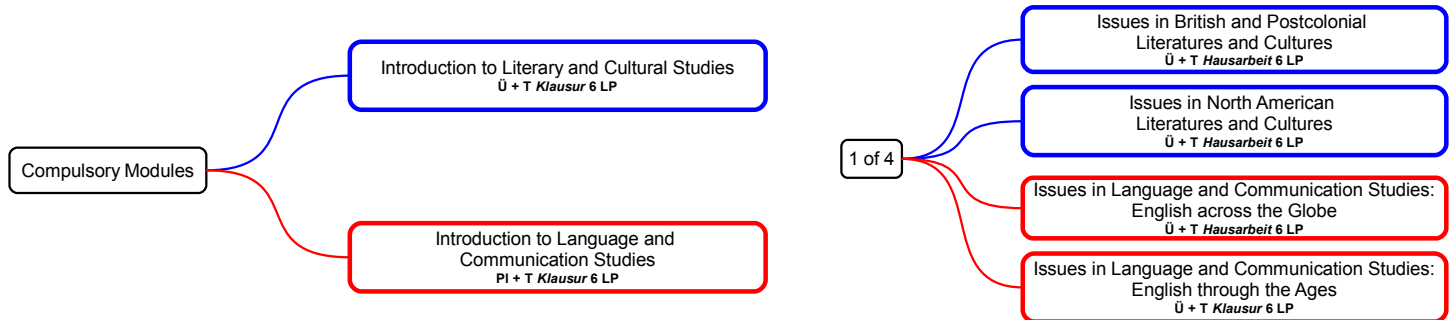 Compulsory Modules
Introduction to Literary and Cultural Studies
Ü + T Klausur 6 LP
Introduction to Language and
Communication Studies
PI + T Klausur 6 LP
1 of 4
Issues in British and Postcolonial
Literatures and Cultures
Ü + T Hausarbeit 6 LP
Issues in North American
Literatures and Cultures
Ü + T Hausarbeit 6 LP
Issues in Language and Communication Studies:
English across the Globe
Ü + T Hausarbeit 6 LP
Issues in Language and Communication Studies:
English through the Ages
Ü + T Klausur 6 LP